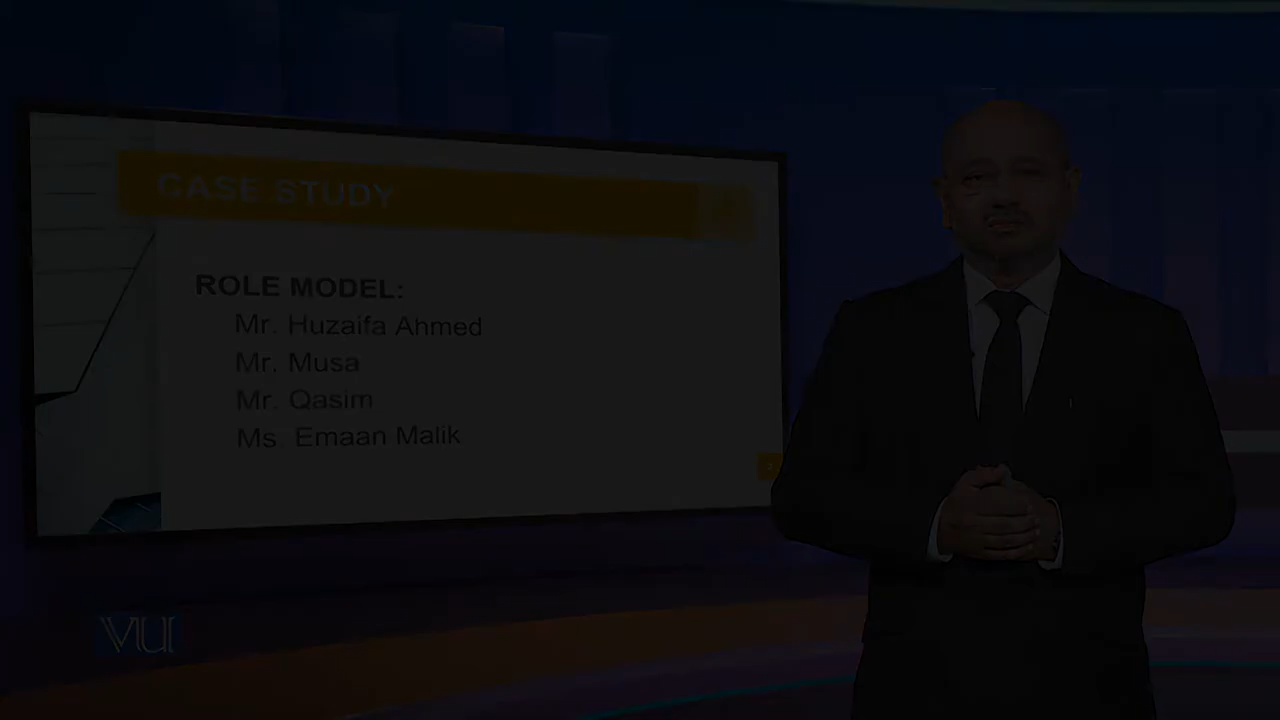 CASE STUDY
ROLE MODEL:
Mr. Huzaifa Ahmed
Mr. Musa
Mr. Qasim
Ms. Emaan Malik
VU